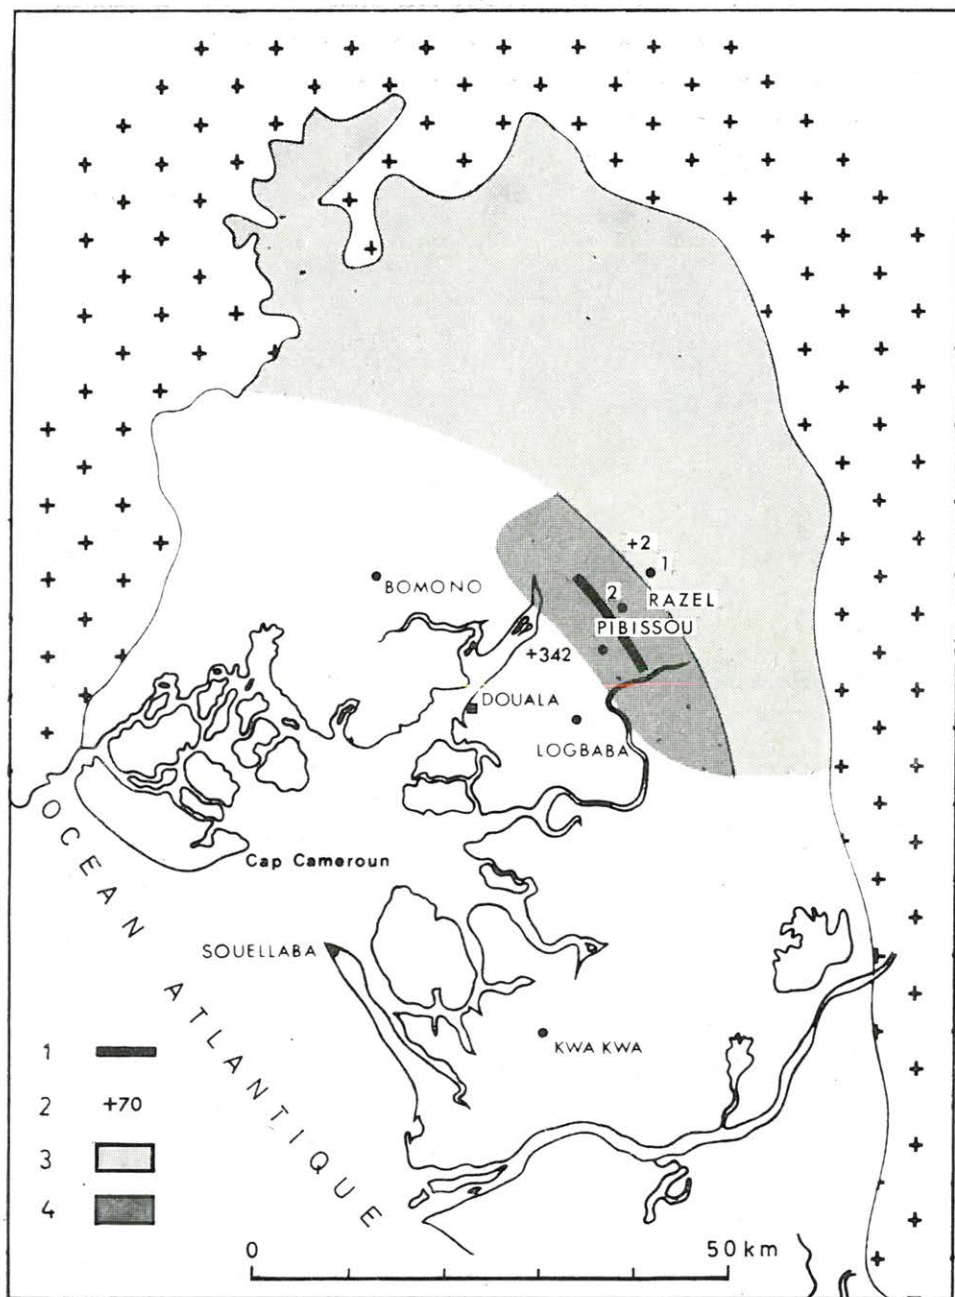 +2
1
2
RAZEL
PIBISSOU
BOMONO
+342
DOUALA
LOGBABA
Cap Cameroun
OCEAN ATLANTIQUE
SOUELLABA
KWA KWA
1
2 +70
3
4
0 50 km